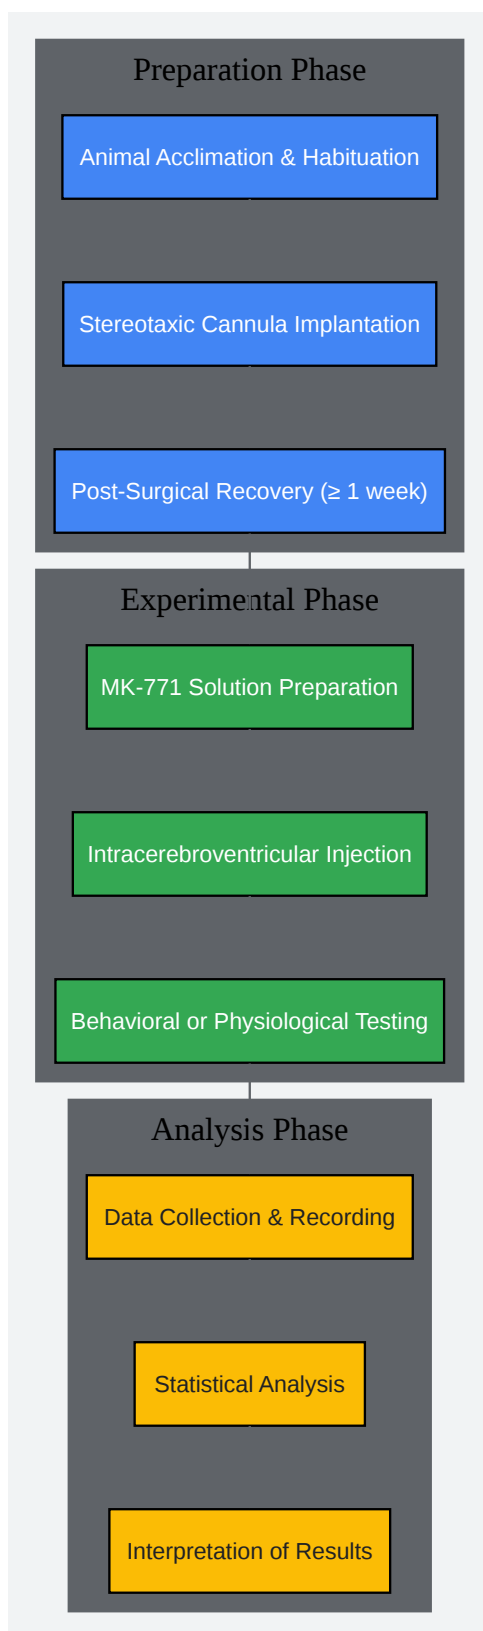 Preparation Phase
Animal Acclimation & Habituation
Stereotaxic Cannula Implantation
Post-Surgical Recovery (≥ 1 week)
Experimental Phase
MK-771 Solution Preparation
Intracerebroventricular Injection
Behavioral or Physiological Testing
Analysis Phase
Data Collection & Recording
Statistical Analysis
Interpretation of Results